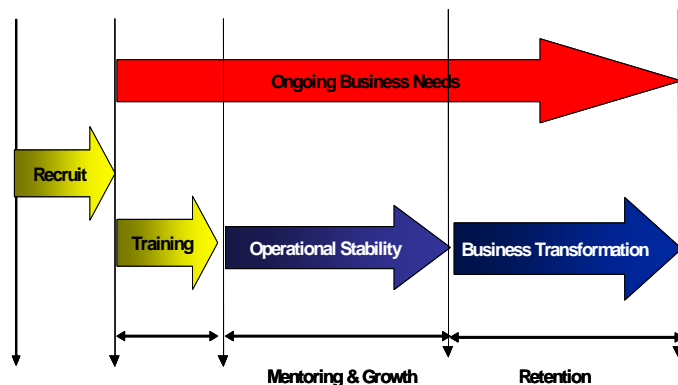 Ongoing Business Needs
Recruit
Training
Operational Stability
Business Transformation
Mentoring & Growth
Retention